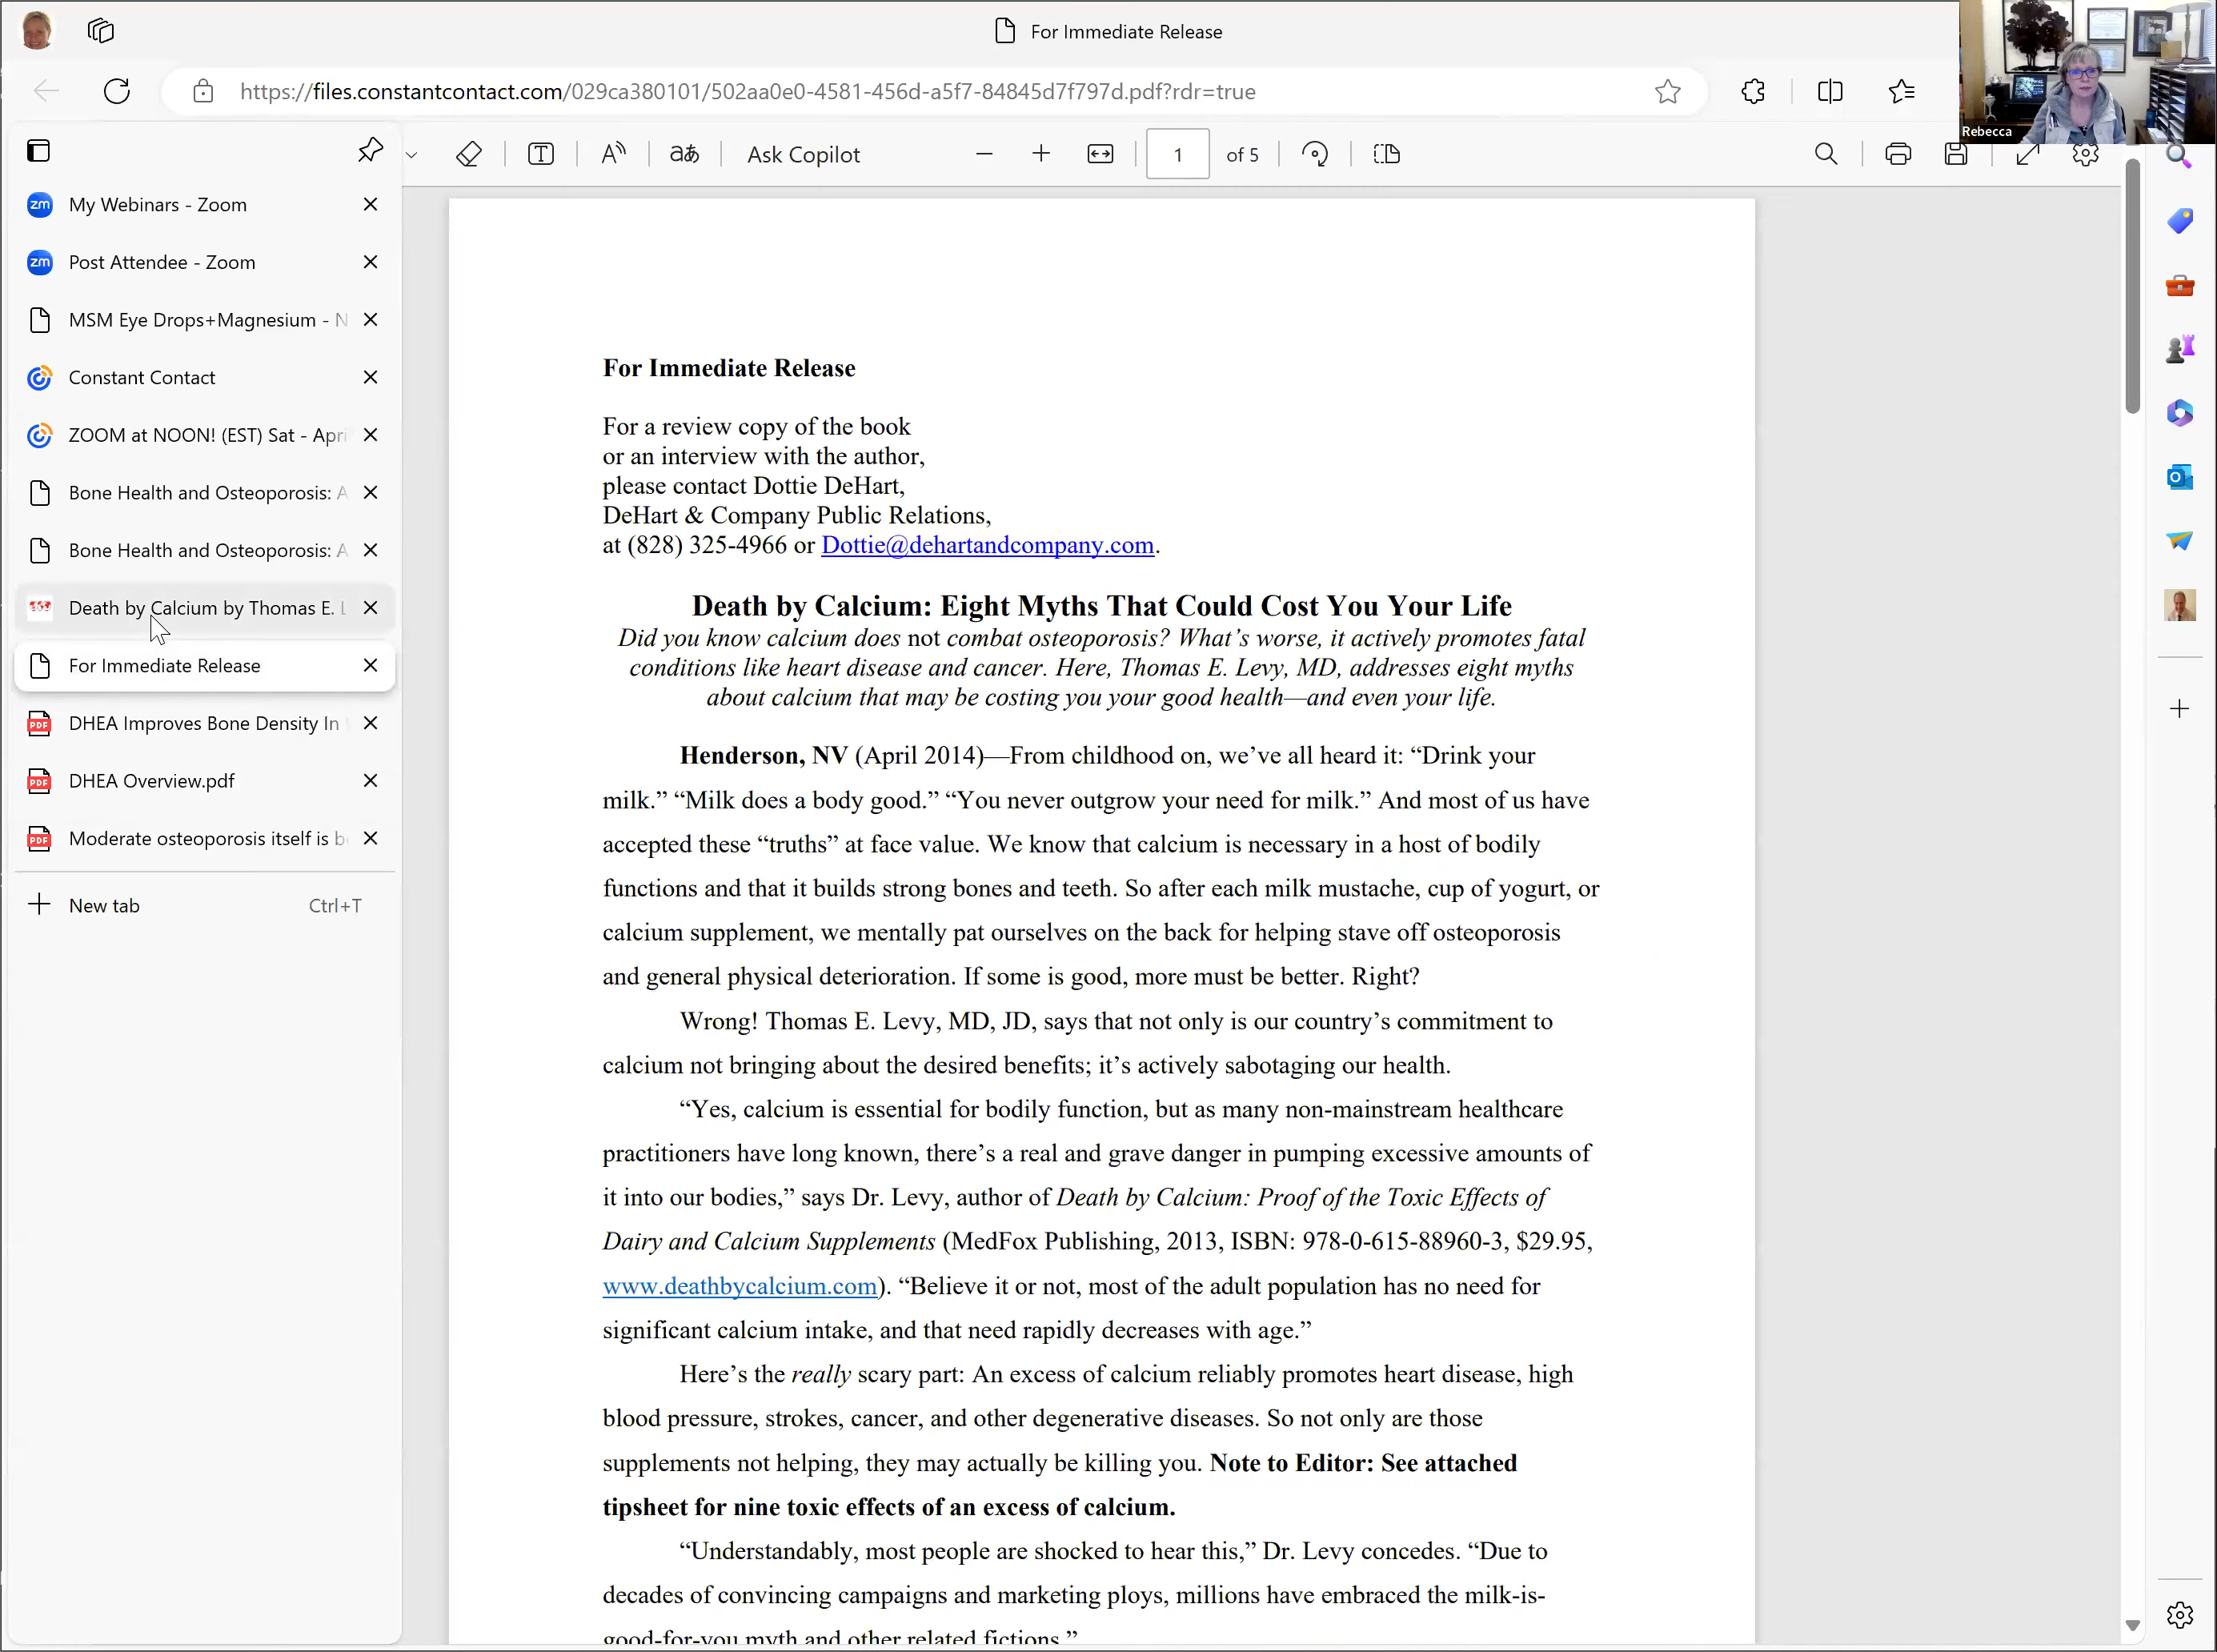 For Immediate Release
https://files.constantcontact.com/029ca380101/502aa0e0-4581-456d-a5f7-84845d7f797d.pdf?rdr=true
Rebecca
Ask Copilot
1 of 5
My Webinars - Zoom
Post Attendee - Zoom
MSM Eye Drops+Magnesium - N
Constant Contact
ZOOM at NOON! (EST) Sat - Apri
Bone Health and Osteoporosis: A
Bone Health and Osteoporosis: A
Death by Calcium by Thomas E. L
For Immediate Release
DHEA Improves Bone Density In
DHEA Overview.pdf
Moderate osteoporosis itself is b
New tab Ctrl+T
For Immediate Release
For a review copy of the book
or an interview with the author,
please contact Dottie DeHart,
DeHart & Company Public Relations,
at (828) 325-4966 or Dottie@dehartandcompany.com.
Death by Calcium: Eight Myths That Could Cost You Your Life
Did you know calcium does not combat osteoporosis? What’s worse, it actively promotes fatal
conditions like heart disease and cancer. Here, Thomas E. Levy, MD, addresses eight myths
about calcium that may be costing you your good health—and even your life.
Henderson, NV (April 2014)—From childhood on, we’ve all heard it: “Drink your
milk.” “Milk does a body good.” “You never outgrow your need for milk.” And most of us have
accepted these “truths” at face value. We know that calcium is necessary in a host of bodily
functions and that it builds strong bones and teeth. So after each milk mustache, cup of yogurt, or
calcium supplement, we mentally pat ourselves on the back for helping stave off osteoporosis
and general physical deterioration. If some is good, more must be better. Right?
Wrong! Thomas E. Levy, MD, JD, says that not only is our country’s commitment to
calcium not bringing about the desired benefits; it’s actively sabotaging our health.
“Yes, calcium is essential for bodily function, but as many non-mainstream healthcare
practitioners have long known, there’s a real and grave danger in pumping excessive amounts of
it into our bodies,” says Dr. Levy, author of Death by Calcium: Proof of the Toxic Effects of
Dairy and Calcium Supplements (MedFox Publishing, 2013, ISBN: 978-0-615-88960-3, $29.95,
www.deathbycalcium.com). “Believe it or not, most of the adult population has no need for
significant calcium intake, and that need rapidly decreases with age.”
Here’s the really scary part: An excess of calcium reliably promotes heart disease, high
blood pressure, strokes, cancer, and other degenerative diseases. So not only are those
supplements not helping, they may actually be killing you. Note to Editor: See attached
tipsheet for nine toxic effects of an excess of calcium.
“Understandably, most people are shocked to hear this,” Dr. Levy concedes. “Due to
decades of convincing campaigns and marketing ploys, millions have embraced the milk-is-
good-for-you myth and other related fictions.”